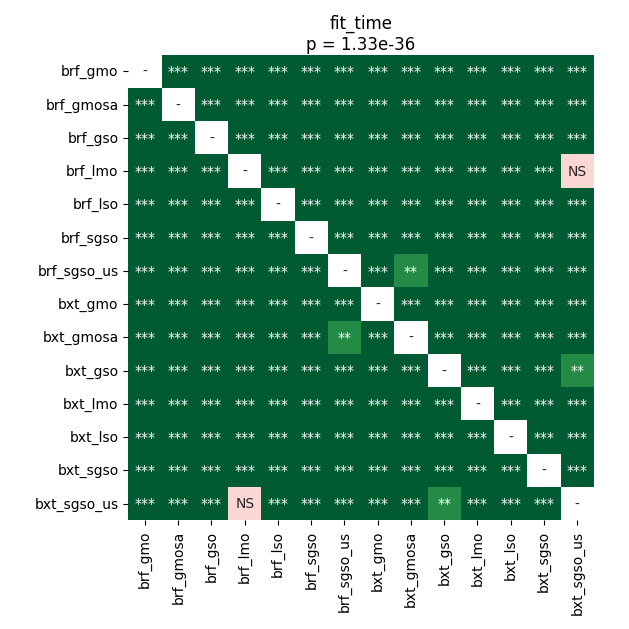 fit_time
p = 1.33e-36
brf_gmo - *** *** *** *** *** *** *** *** *** *** *** *** ***
brf_gmosa *** - *** *** *** *** *** *** *** *** *** *** *** ***
brf_gso *** *** - *** *** *** *** *** *** *** *** *** *** ***
brf_lmo *** *** *** - *** *** *** *** *** *** *** *** *** NS
brf_lso *** *** *** *** - *** *** *** *** *** *** *** *** ***
brf_sgso *** *** *** *** *** - *** *** *** *** *** *** *** ***
brf_sgso_us *** *** *** *** *** *** - *** ** *** *** *** *** ***
bxt_gmo *** *** *** *** *** *** *** - *** *** *** *** *** ***
bxt_gmosa *** *** *** *** *** *** ** *** - *** *** *** *** ***
bxt_gso *** *** *** *** *** *** *** *** *** - *** *** *** **
bxt_lmo *** *** *** *** *** *** *** *** *** *** - *** *** ***
bxt_lso *** *** *** *** *** *** *** *** *** *** *** - *** ***
bxt_sgso *** *** *** *** *** *** *** *** *** *** *** *** - ***
bxt_sgso_us *** *** *** NS *** *** *** *** *** ** *** *** *** -
brf_gmo
brf_gmosa
brf_gso
brf_lmo
brf_lso
brf_sgso
brf_sgso_us
bxt_gmo
bxt_gmosa
bxt_gso
bxt_lmo
bxt_lso
bxt_sgso
bxt_sgso_us